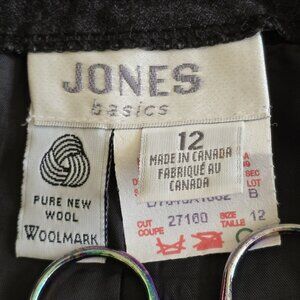 JONES
basics
PURE NEW
WOOL
WOOLMARK
12
MADE IN CANADA
FABRIQUÉ AU
CANADA
SEC
B
CUT
COUPE
27160
SIZE
TAILLE
12